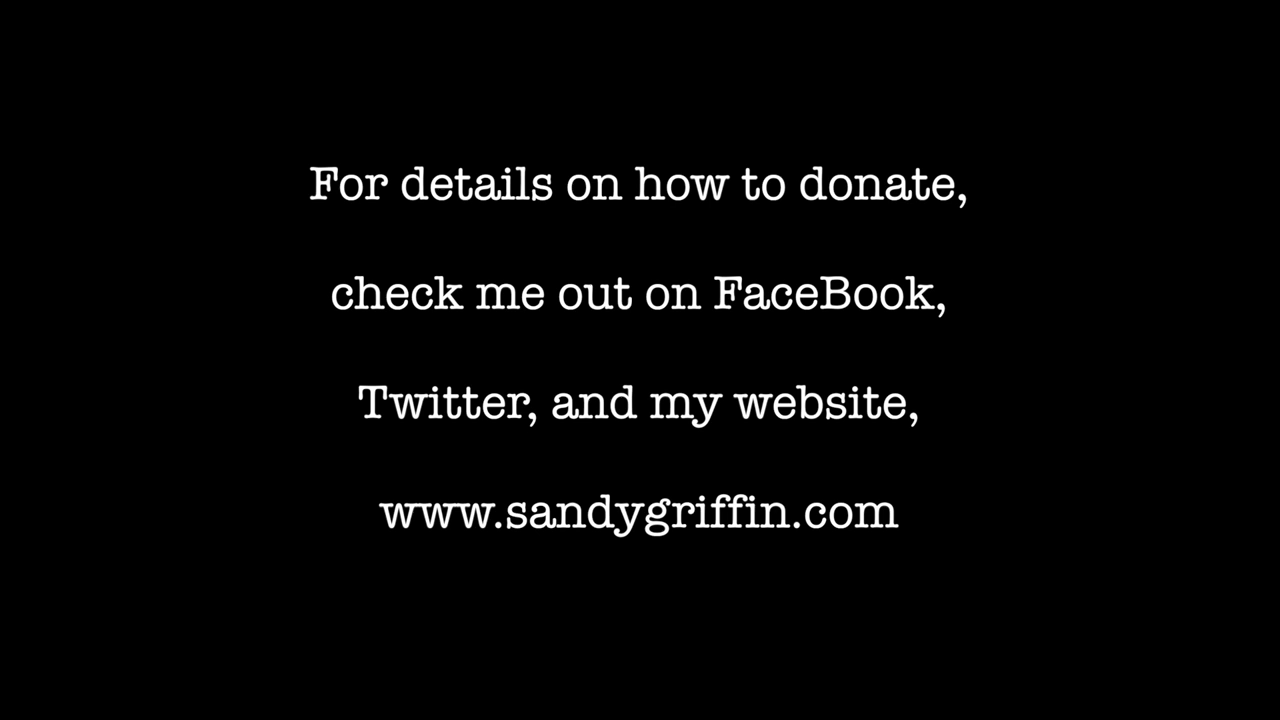 For details on how to donate,
check me out on FaceBook,
Twitter, and my website,
www.sandygriffin.com